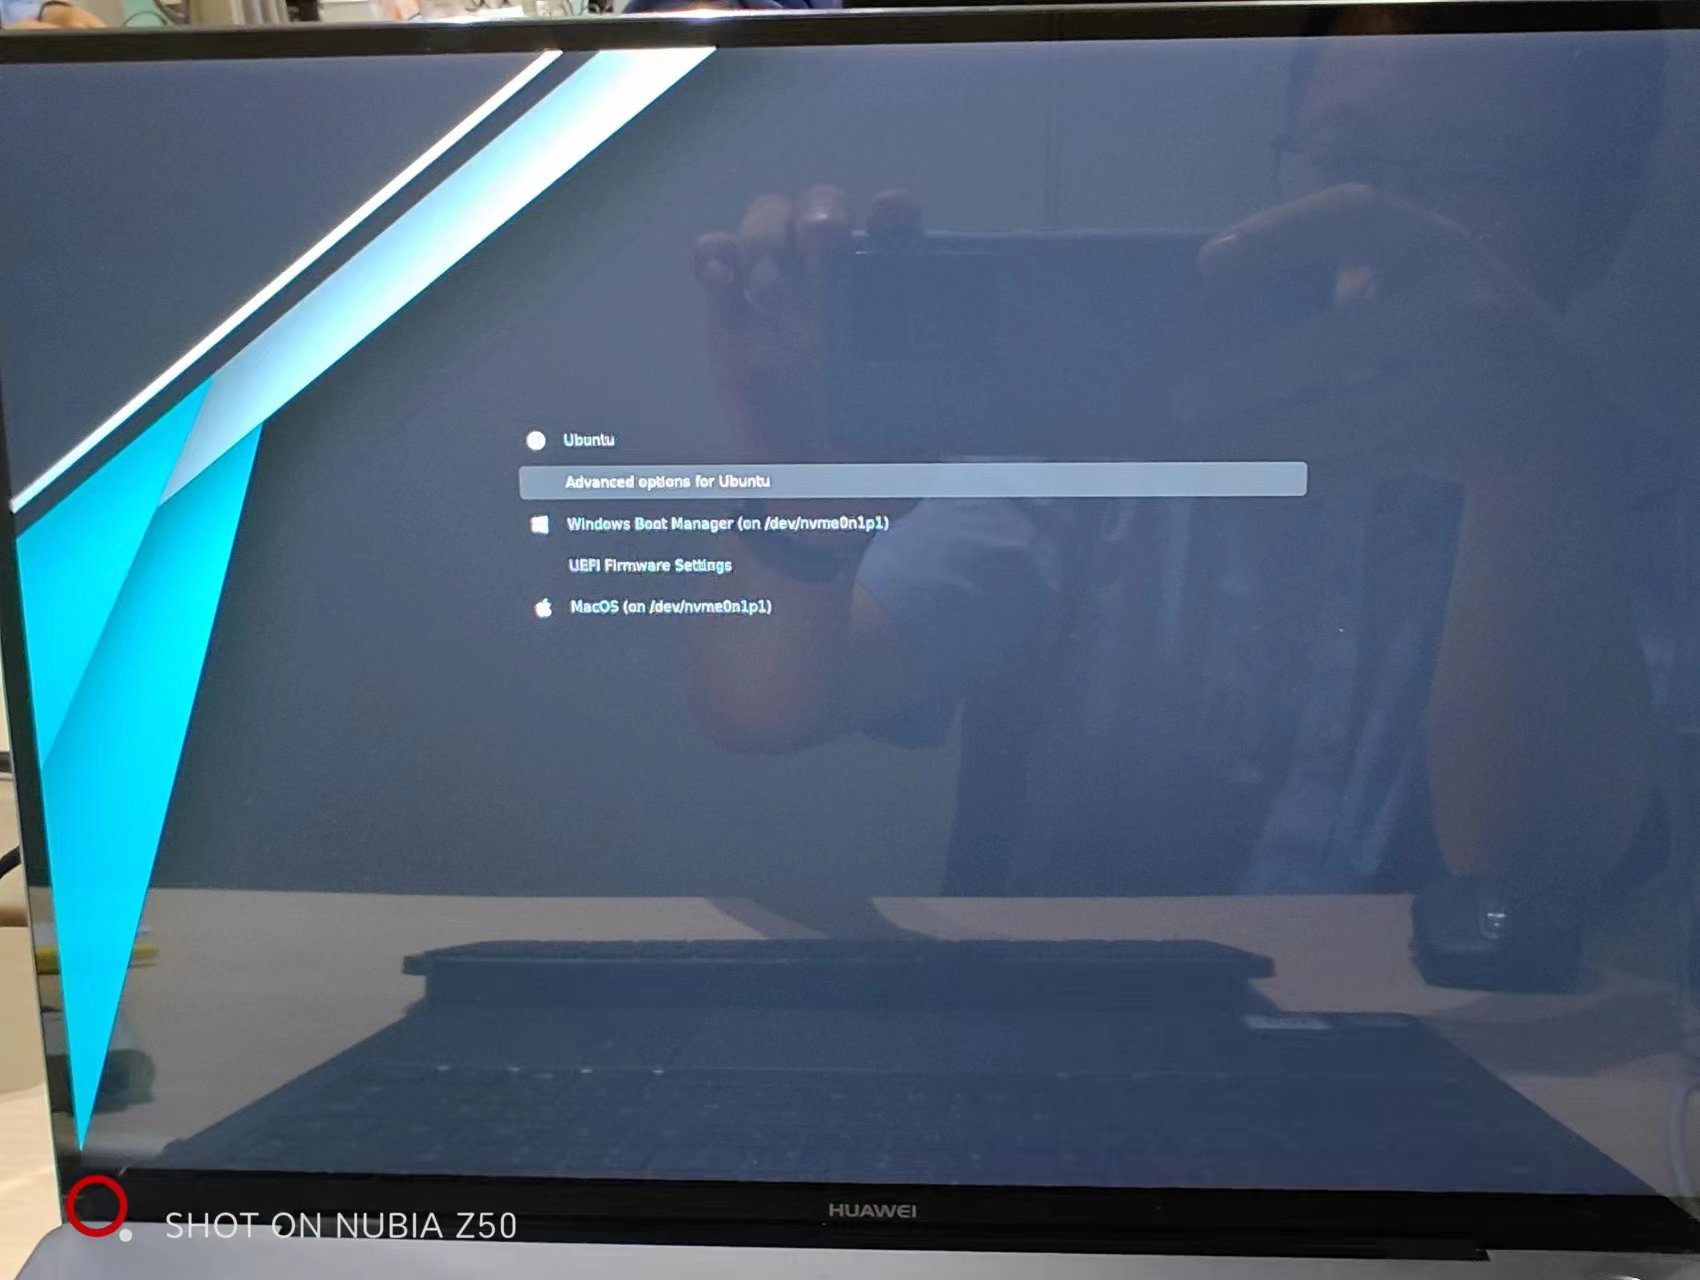 Ubuntu
Advanced options for Ubuntu
Windows Boot Manager (on /dev/nvme0n1p1)
UEFI Firmware Settings
MacOS (on /dev/nvme0n1p1)
HUAWEI
SHOT ON NUBIA Z50